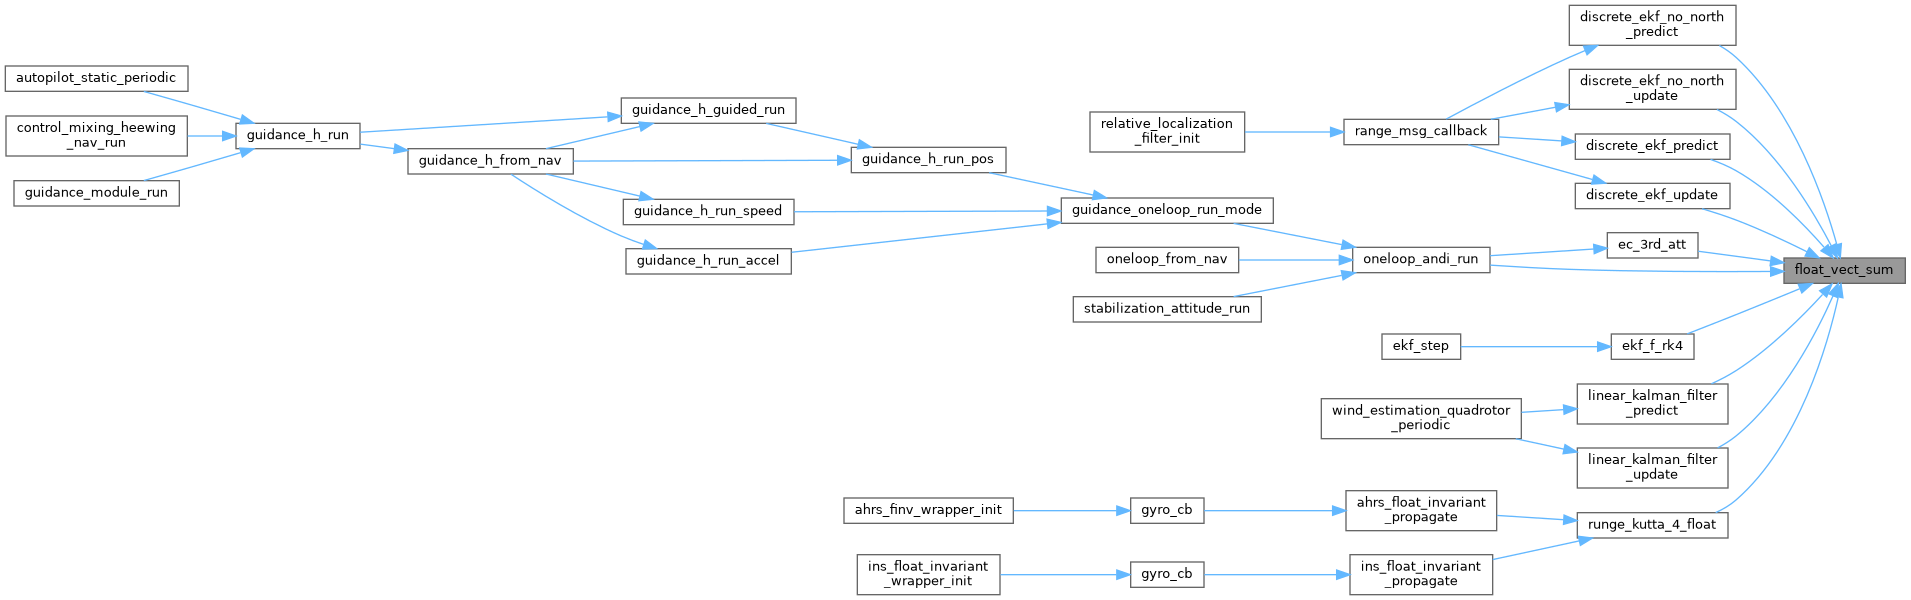 autopilot_static_periodic
control_mixing_heewing
_nav_run
guidance_module_run
guidance_h_run
guidance_h_from_nav
guidance_h_guided_run
guidance_h_run_speed
guidance_h_run_accel
guidance_h_run_pos
guidance_oneloop_run_mode
oneloop_from_nav
stabilization_attitude_run
relative_localization
_filter_init
range_msg_callback
oneloop_andi_run
ekf_step
wind_estimation_quadrotor
_periodic
ahrs_finv_wrapper_init
gyro_cb
ahrs_float_invariant
_propagate
ins_float_invariant
_wrapper_init
gyro_cb
ins_float_invariant
_propagate
discrete_ekf_no_north
_predict
discrete_ekf_no_north
_update
discrete_ekf_predict
discrete_ekf_update
ec_3rd_att
ekf_f_rk4
linear_kalman_filter
_predict
linear_kalman_filter
_update
runge_kutta_4_float
float_vect_sum